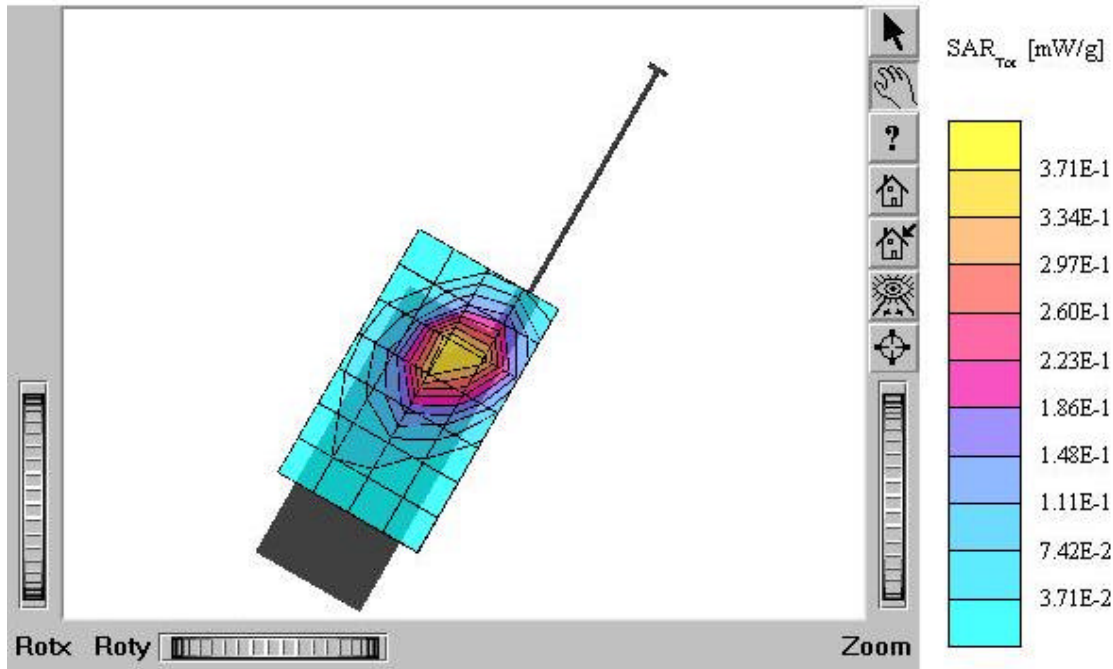 SAR_Tot [mW/g]
?
3.71E-1
3.34E-1
2.97E-1
2.60E-1
2.23E-1
1.86E-1
1.48E-1
1.11E-1
7.42E-2
3.71E-2
Rotx Roty Zoom